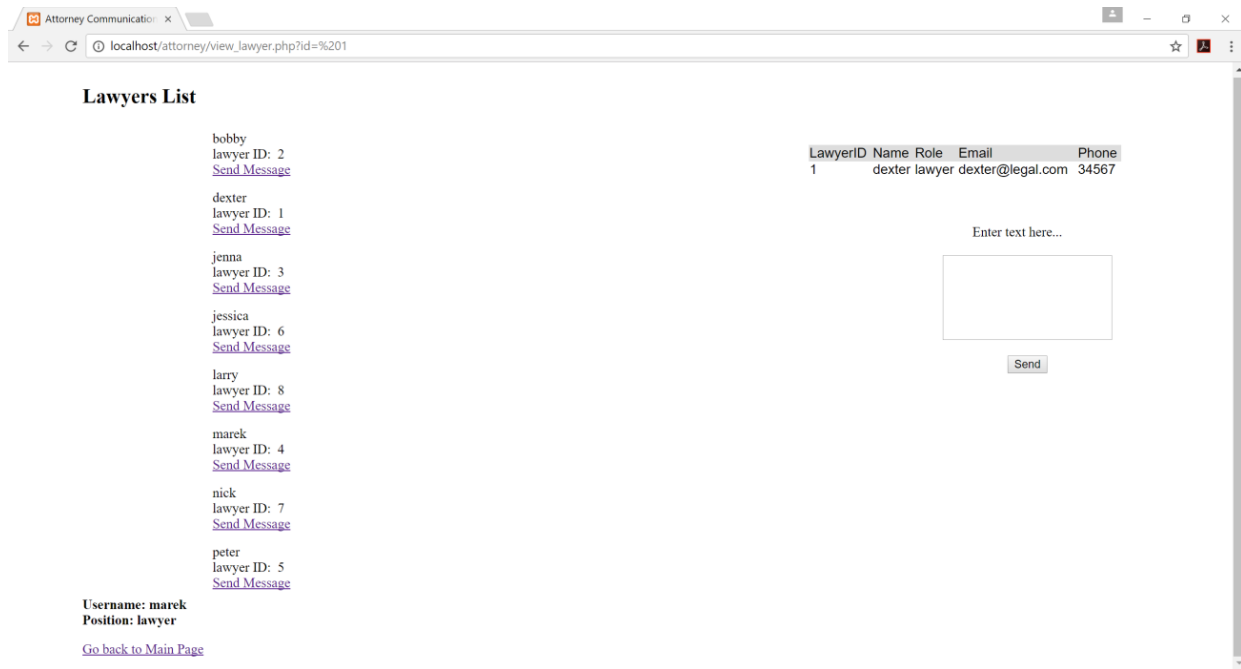 Attorney Communication
localhost/attorney/view_lawyer.php?id=%201
Lawyers List
bobby
lawyer ID: 2
Send Message
dexter
lawyer ID: 1
Send Message
jenna
lawyer ID: 3
Send Message
jessica
lawyer ID: 6
Send Message
larry
lawyer ID: 8
Send Message
marek
lawyer ID: 4
Send Message
nick
lawyer ID: 7
Send Message
peter
lawyer ID: 5
Send Message
Username: marek
Position: lawyer
Go back to Main Page
LawyerID Name Role Email Phone
1 dexter lawyer dexter@legal.com 34567
Enter text here...
Send